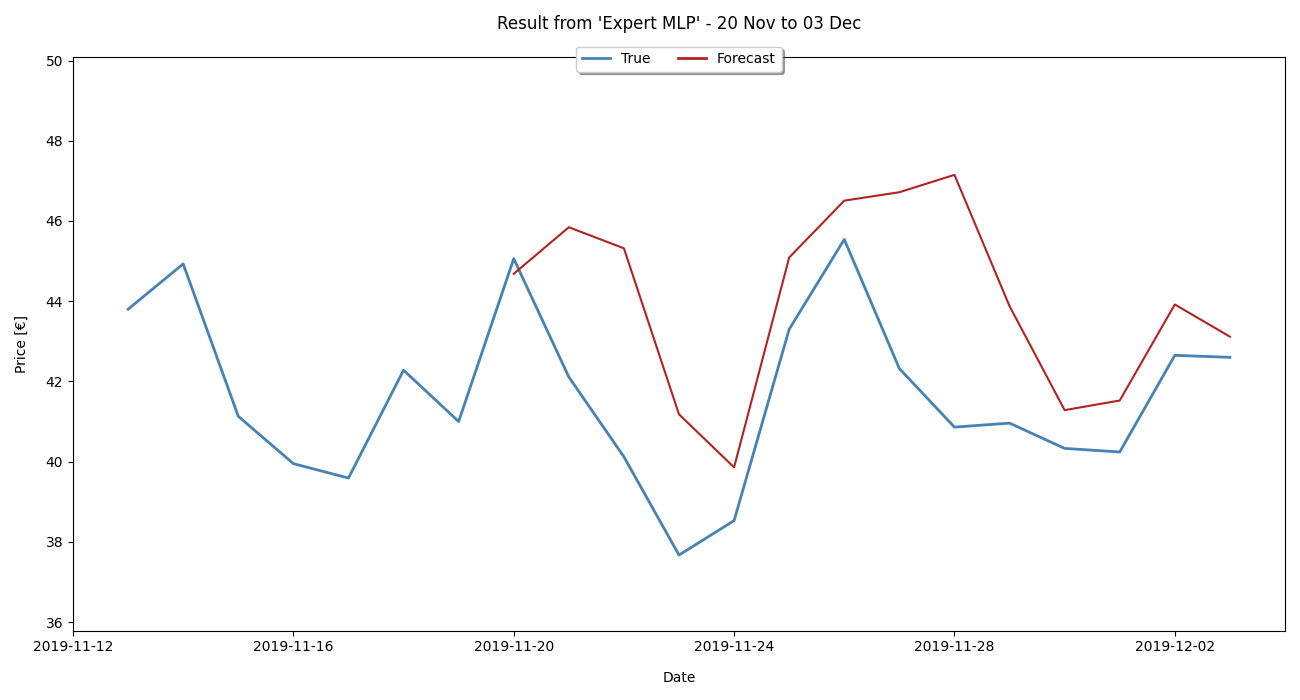 Result from 'Expert MLP' - 20 Nov to 03 Dec
True Forecast
50
48
46
44
42
40
38
36
Price [€]
2019-11-12 2019-11-16 2019-11-20 2019-11-24 2019-11-28 2019-12-02
Date